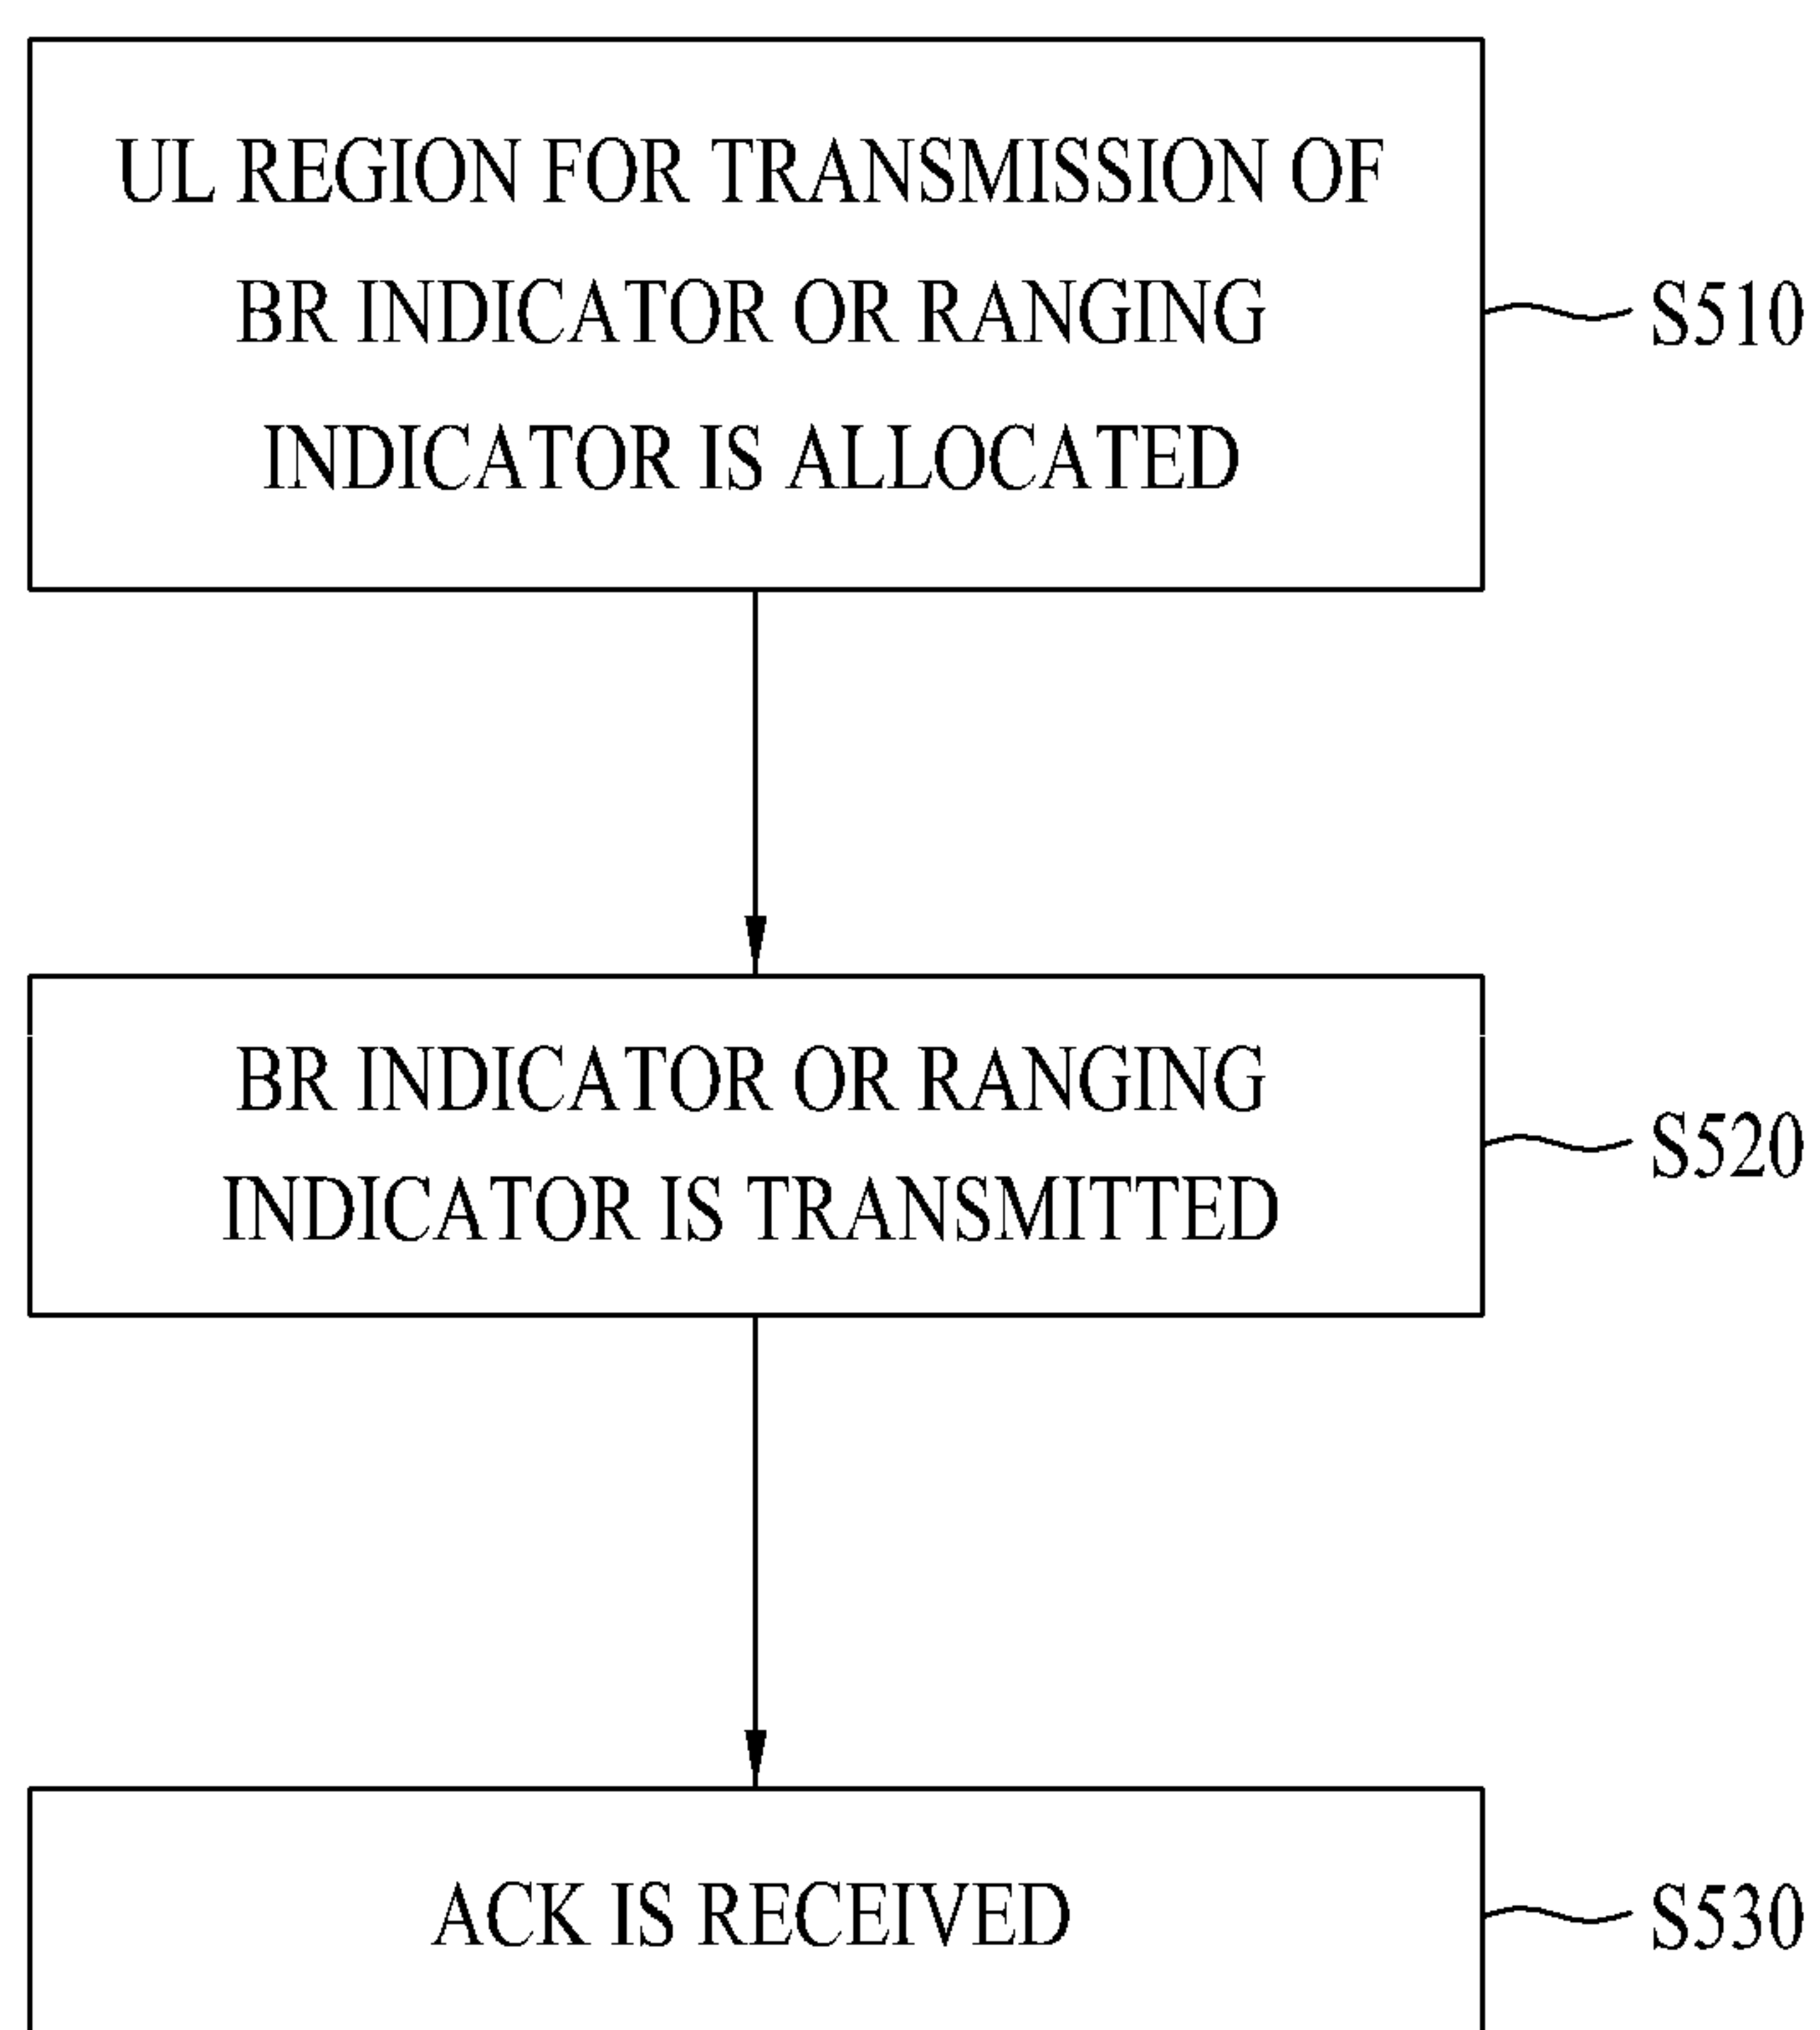 UL REGION FOR TRANSMISSION OF
BR INDICATOR OR RANGING
INDICATOR IS ALLOCATED
S510
BR INDICATOR OR RANGING
INDICATOR IS TRANSMITTED
S520
ACK IS RECEIVED
S530